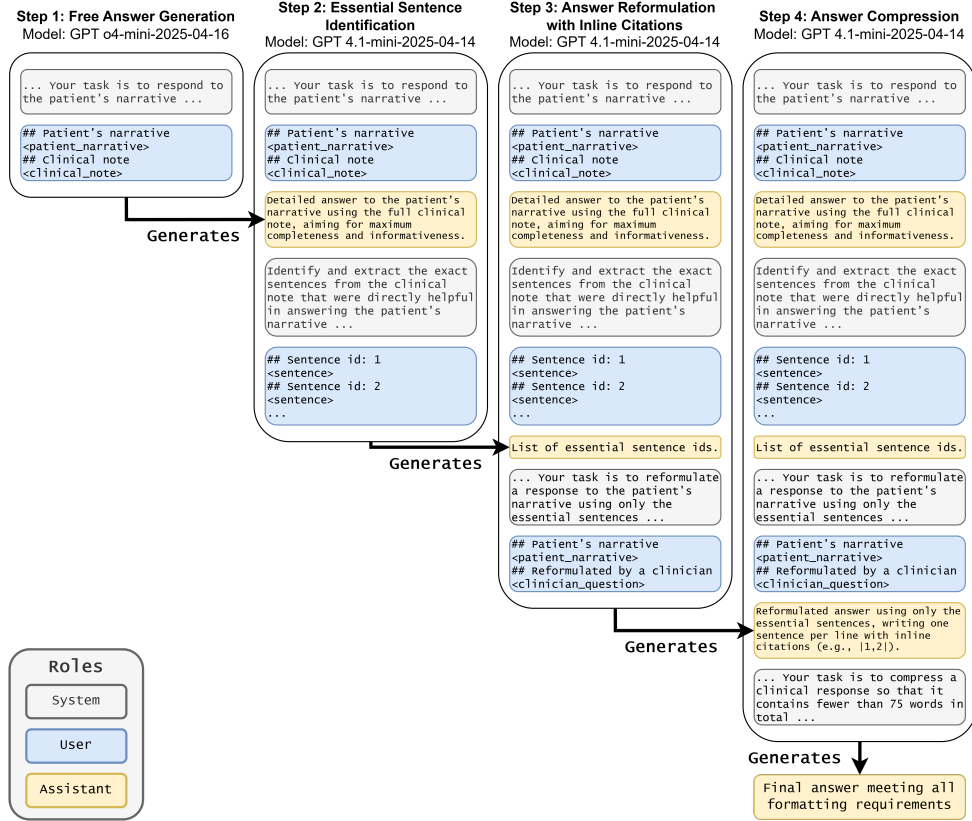 Step 1: Free Answer Generation
Model: GPT o4-mini-2025-04-16
... Your task is to respond to
the patient's narrative ...
## Patient's narrative
<patient_narrative>
## Clinical note
<clinical_note>
Generates
Step 2: Essential Sentence
Identification
Model: GPT 4.1-mini-2025-04-14
... Your task is to respond to
the patient's narrative ...
## Patient's narrative
<patient_narrative>
## Clinical note
<clinical_note>
Detailed answer to the patient's
narrative using the full clinical
note, aiming for maximum
completeness and informativeness.
Identify and extract the exact
sentences from the clinical
note that were directly helpful
in answering the patient's
narrative ...
## Sentence id: 1
<sentence>
## Sentence id: 2
<sentence>
...
Generates
Step 3: Answer Reformulation
with Inline Citations
Model: GPT 4.1-mini-2025-04-14
... Your task is to respond to
the patient's narrative ...
## Patient's narrative
<patient_narrative>
## Clinical note
<clinical_note>
Detailed answer to the patient's
narrative using the full clinical
note, aiming for maximum
completeness and informativeness.
Identify and extract the exact
sentences from the clinical
note that were directly helpful
in answering the patient's
narrative ...
## Sentence id: 1
<sentence>
## Sentence id: 2
<sentence>
...
List of essential sentence ids.
... Your task is to reformulate
a response to the patient's
narrative using only the
essential sentences ...
## Patient's narrative
<patient_narrative>
## Reformulated by a clinician
<clinician_question>
Generates
Step 4: Answer Compression
Model: GPT 4.1-mini-2025-04-14
... Your task is to respond to
the patient's narrative ...
## Patient's narrative
<patient_narrative>
## Clinical note
<clinical_note>
Detailed answer to the patient's
narrative using the full clinical
note, aiming for maximum
completeness and informativeness.
Identify and extract the exact
sentences from the clinical
note that were directly helpful
in answering the patient's
narrative ...
## Sentence id: 1
<sentence>
## Sentence id: 2
<sentence>
...
List of essential sentence ids.
... Your task is to reformulate
a response to the patient's
narrative using only the
essential sentences ...
## Patient's narrative
<patient_narrative>
## Reformulated by a clinician
<clinician_question>
Reformulated answer using only the
essential sentences, writing one
sentence per line with inline
citations (e.g., |1,2|).
... Your task is to compress a
clinical response so that it
contains fewer than 75 words in
total ...
Generates
Final answer meeting all
formatting requirements
Roles
System
User
Assistant